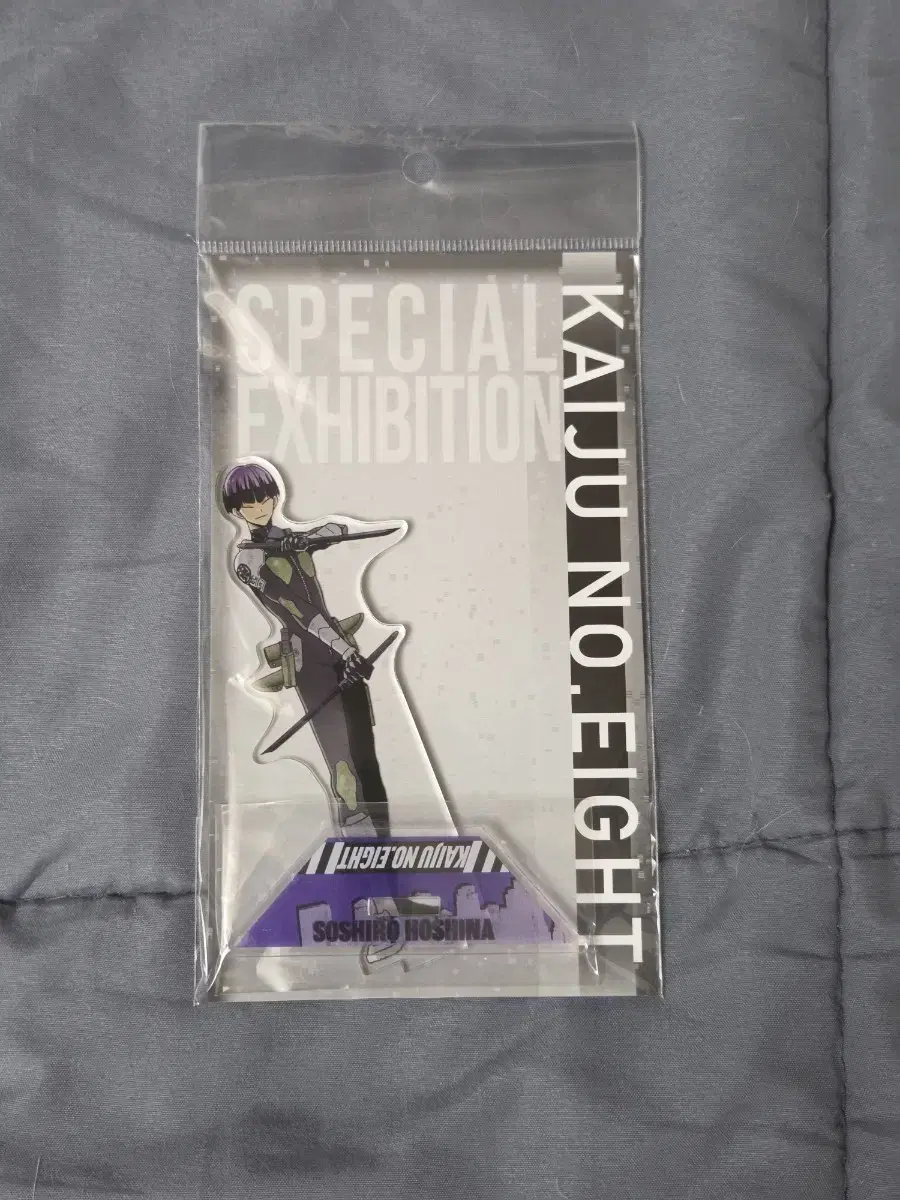 SPECIAL
EXHIBITION
KAIJU NO.EIGHT
KAIJU NO.EIGHT
SOSHIRO HOSHINA